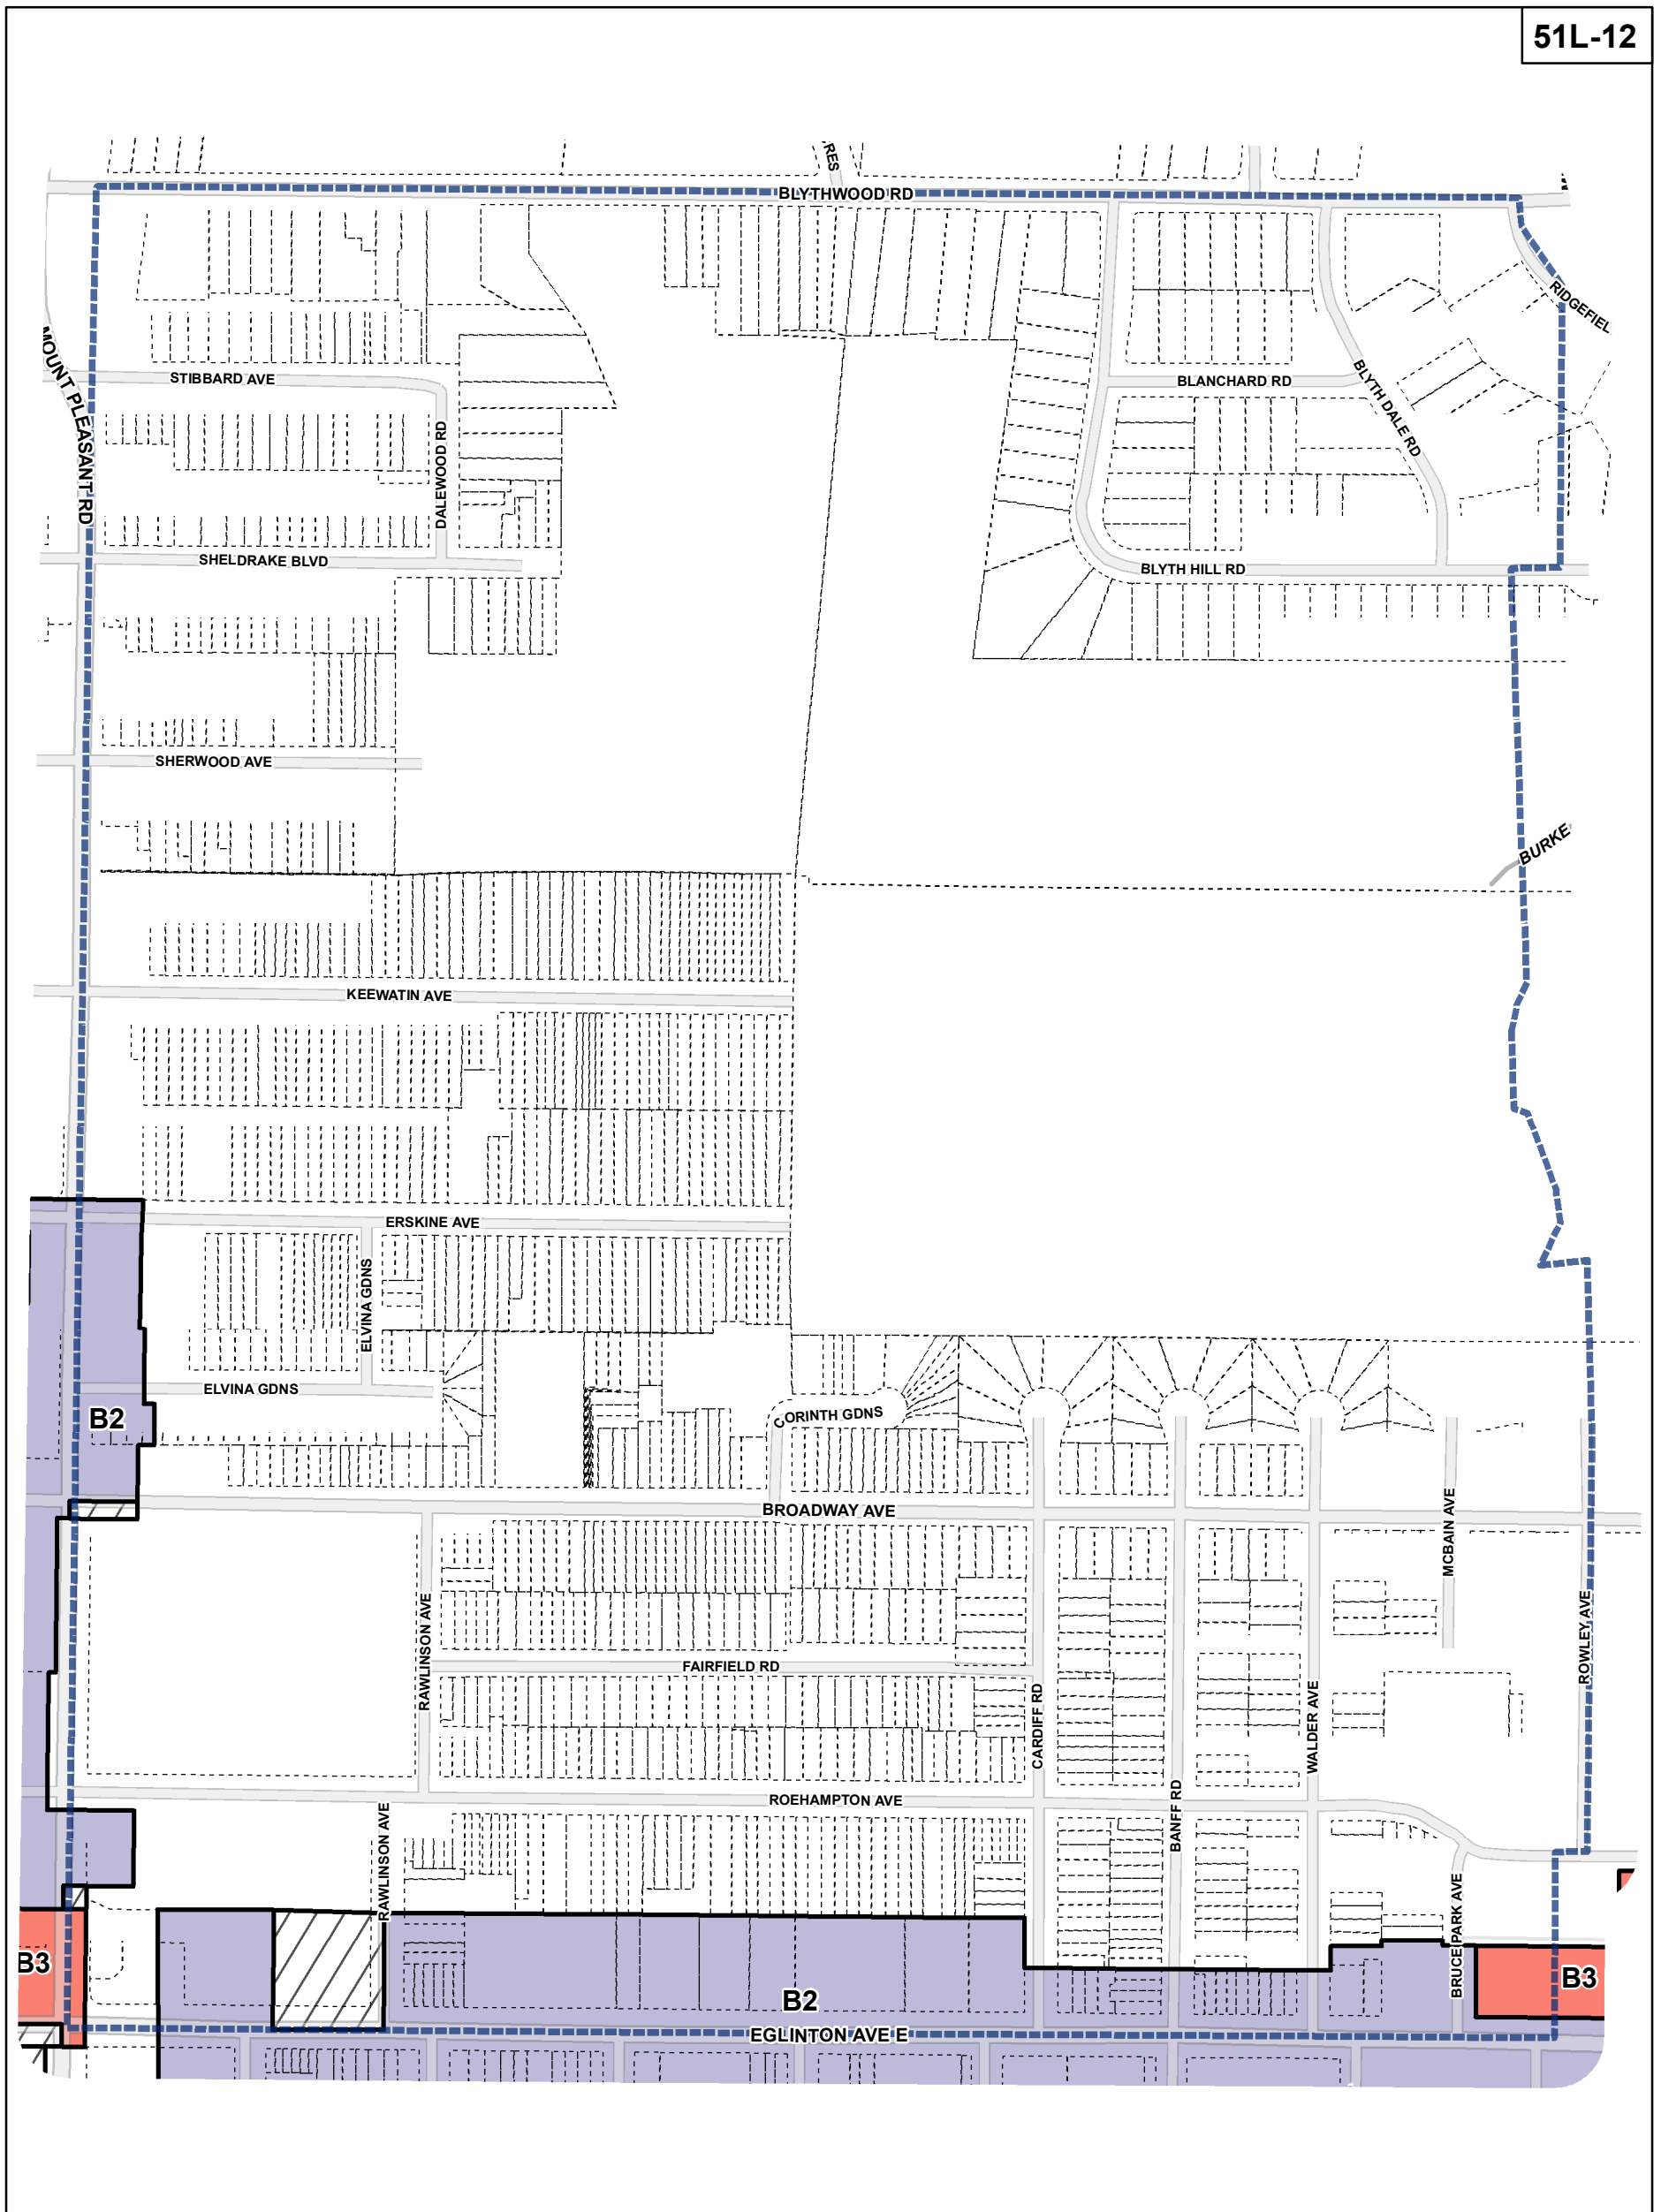 51L-12
RES
BLYTHWOOD RD
RIDGEFIEL
MOUNT PLEASANT RD
STIBBARD AVE
BLANCHARD RD
BLYTH DALE RD
DALEWOOD RD
SHELDRAKE BLVD
BLYTH HILL RD
SHERWOOD AVE
BURKE
KEEWATIN AVE
ERSKINE AVE
ELVINA GDNS
ELVINA GDNS
B2
CORINTH GDNS
BROADWAY AVE
MCBAIN AVE
RAWLINSON AVE
ROWLEY AVE
FAIRFIELD RD
CARDIFF RD
WALDER AVE
BANFF RD
ROEHAMPTON AVE
RAWLINSON AVE
BRUCE PARK AVE
B3
B3
B2
EGLINTON AVE E